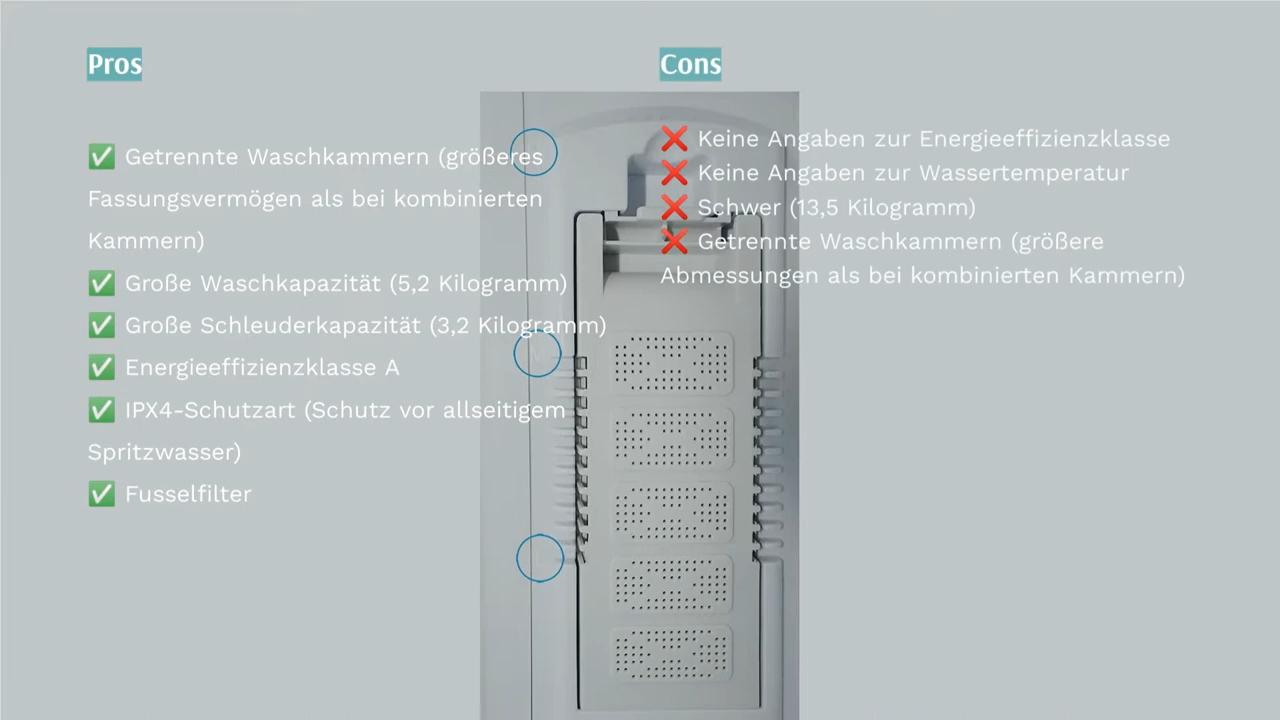 Pros
✅ Getrennte Waschkammern (größeres
Fassungsvermögen als bei kombinierten
Kammern)
✅ Große Waschkapazität (5,2 Kilogramm)
✅ Große Schleuderkapazität (3,2 Kilogramm)
✅ Energieeffizienzklasse A
✅ IPX4-Schutzart (Schutz vor allseitigem
Spritzwasser)
✅ Fusselfilter
Cons
❌ Keine Angaben zur Energieeffizienzklasse
❌ Keine Angaben zur Wassertemperatur
❌ Schwer (13,5 Kilogramm)
❌ Getrennte Waschkammern (größere
Abmessungen als bei kombinierten Kammern)